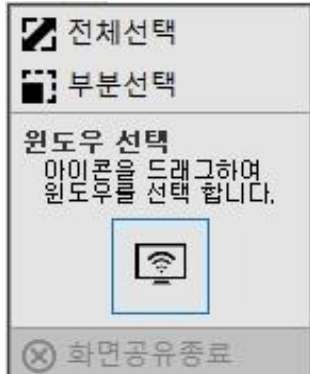 전체선택
부분선택
윈도우 선택
아이콘을 드래그하여
윈도우를 선택 합니다.
화면공유종료